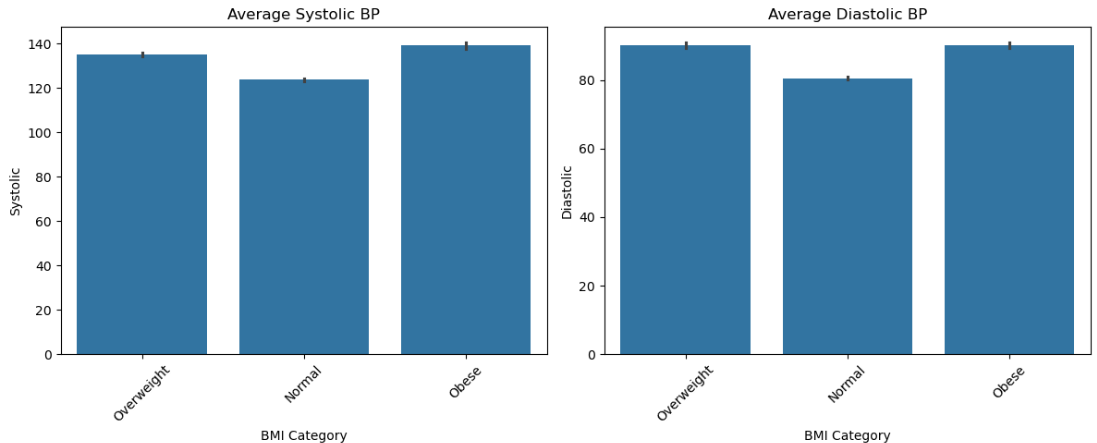 Average Systolic BP
Systolic
140
120
100
80
60
40
20
0
Overweight
Normal
Obese
BMI Category
Average Diastolic BP
Diastolic
80
60
40
20
0
Overweight
Normal
Obese
BMI Category